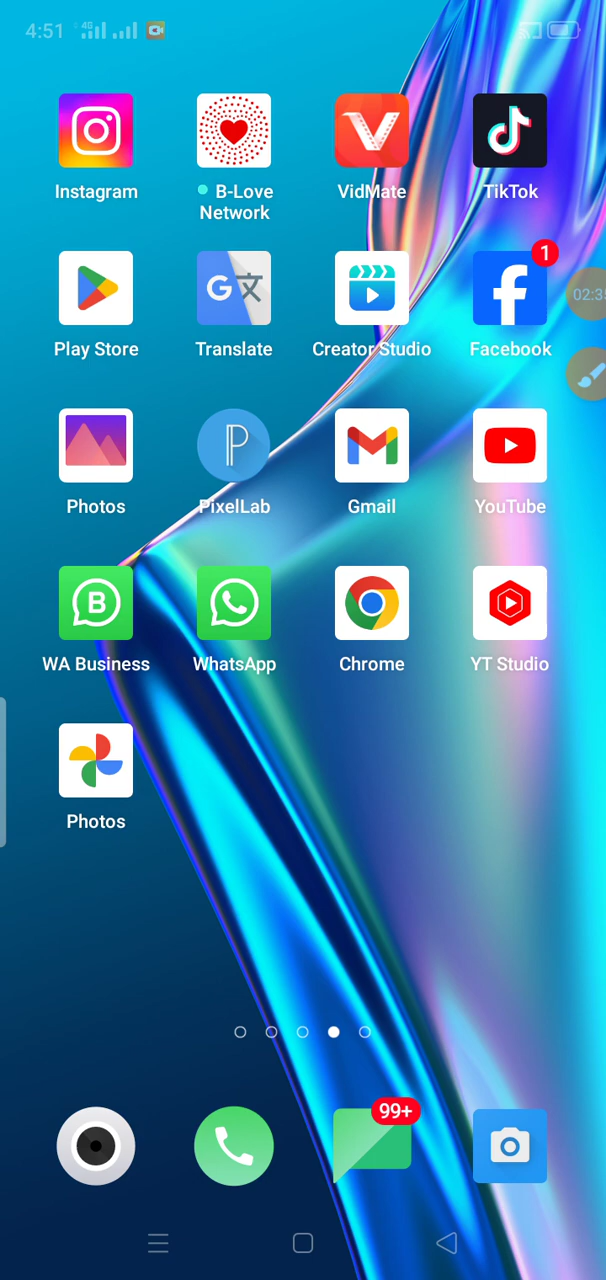 4:51 4G
Instagram
B-Love
Network
VidMate
TikTok
1
Play Store
Translate
Creator Studio
Facebook
02:35
Photos
PixelLab
Gmail
YouTube
WA Business
WhatsApp
Chrome
YT Studio
Photos
99+